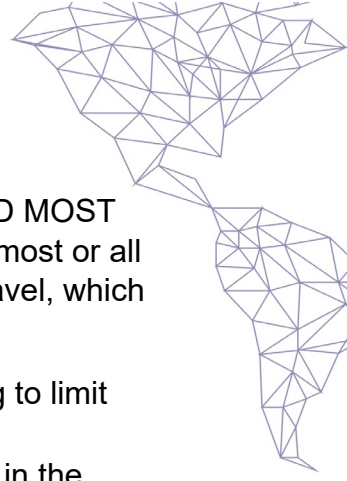 D MOST
most or all
avel, which
g to limit
in the